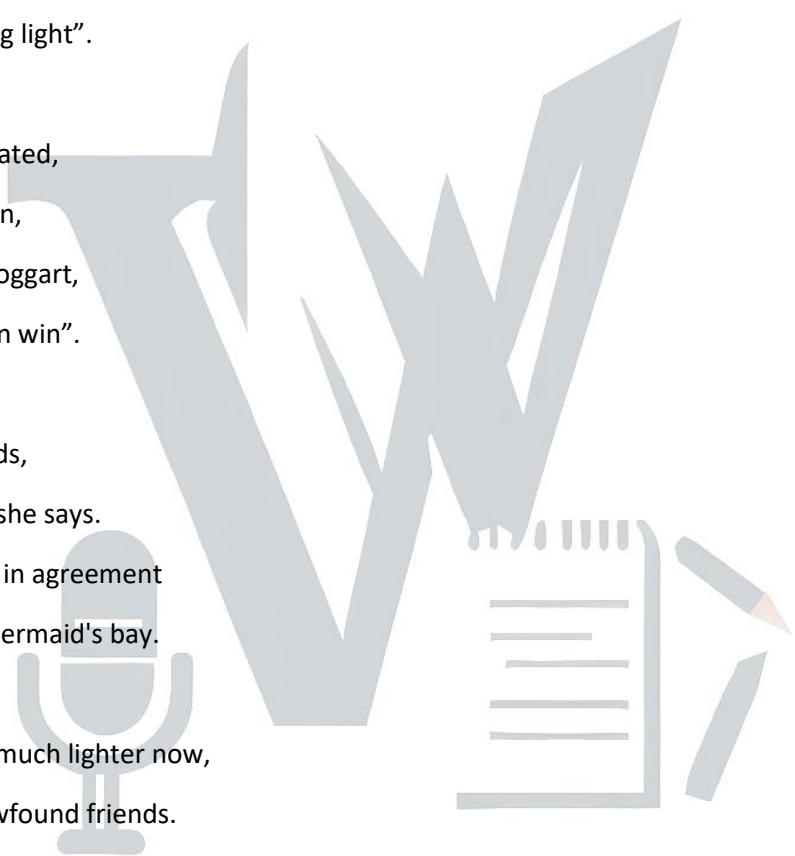 g light”.
ated,
n,
oggart,
n win”.
ds,
she says.
in agreement
ermaid's bay.
much lighter now,
wfound friends.